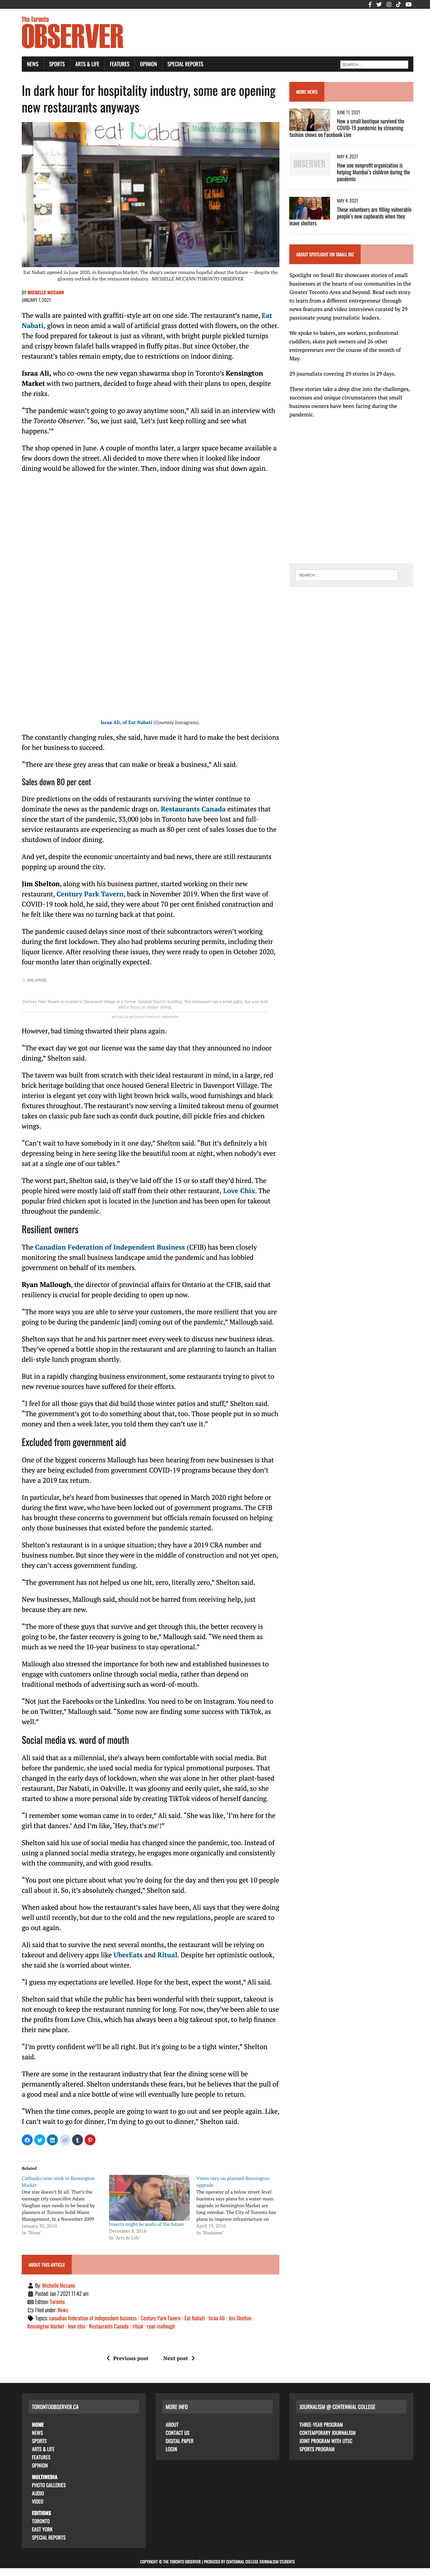 The Toronto
OBSERVER
NEWS SPORTS ARTS & LIFE FEATURES OPINION SPECIAL REPORTS
SEARCH …
In dark hour for hospitality industry, some are opening
new restaurants anyways
Eat Nabati opened in June 2020, in Kensington Market. The shop's owner remains hopeful about the future -- despite the
gloomy outlook for the restaurant industry. MICHELLE MCCANN/TORONTO OBSERVER
BY MICHELLE MCCANN
JANUARY 7, 2021
The walls are painted with graffiti-style art on one side. The restaurant's name, Eat
Nabati, glows in neon amid a wall of artificial grass dotted with flowers, on the other.
The food prepared for takeout is just as vibrant, with bright purple pickled turnips
and crispy brown falafel balls wrapped in fluffy pitas. But since October, the
restaurant's tables remain empty, due to Ontario's restrictions on indoor dining.
Israa Ali, who co-owns the new vegan shawarma shop in Toronto's Kensington
Market with two partners, decided to forge ahead with their plans to open, despite
the risks.
"The pandemic wasn't going to go away anytime soon," Ali said in an interview with
the Toronto Observer. "So, we just said, 'Let's just keep rolling and see what
happens.'"
The shop opened in June. A couple of months later, a larger space became available a
few doors down the street. Ali decided to move there when it looked like indoor
dining would be allowed for the winter. Then, indoor dining was shut down again.
Israa Ali, of Eat Nabati (Courtesy Instagram).
The constantly changing rules, she said, have made it hard to make the best decisions
for her business to succeed.
"There are these grey areas that can make or break a business," Ali said.
Sales down 80 per cent
Dire predictions on the odds of restaurants surviving the winter continue to
dominate the news as the pandemic drags on. Restaurants Canada estimates that
since the start of the pandemic, 33,000 jobs in Toronto have been lost and full-
service restaurants are experiencing as much as 80 per cent of sales losses due to the
shutdown of indoor dining.
And yet, despite the economic uncertainty and bad news, there are still restaurants
popping up around the city.
Jim Shelton, along with his business partner, started working on their new
restaurant, Century Park Tavern, back in November 2019. When the first wave of
COVID-19 took hold, he said, they were about 70 per cent finished construction and
he felt like there was no turning back at that point.
The pandemic caused delays since most of their subcontractors weren't working
during the first lockdown. They also had problems securing permits, including their
liquor licence. After resolving these issues, they were ready to open in October 2020,
four months later than originally expected.
ENLARGE
Century Park Tavern is located in Davenport Village in a former General Electric building. The restaurant has a small patio, but was built
with a focus on indoor dining.
MICHELLE MCCANN/TORONTO OBSERVER
However, bad timing thwarted their plans again.
"The exact day we got our license was the same day that they announced no indoor
dining," Shelton said.
The tavern was built from scratch with their ideal restaurant in mind, in a large, red
brick heritage building that once housed General Electric in Davenport Village. The
interior is elegant yet cozy with light brown brick walls, wood furnishings and black
fixtures throughout. The restaurant's now serving a limited takeout menu of gourmet
takes on classic pub fare such as confit duck poutine, dill pickle fries and chicken
wings.
"Can't wait to have somebody in it one day," Shelton said. "But it's definitely a bit
depressing being in here seeing like the beautiful room at night, when nobody's ever
sat at a single one of our tables."
The worst part, Shelton said, is they've laid off the 15 or so staff they'd hired. The
people hired were mostly laid off staff from their other restaurant, Love Chix. The
popular fried chicken spot is located in the Junction and has been open for takeout
throughout the pandemic.
Resilient owners
The Canadian Federation of Independent Business (CFIB) has been closely
monitoring the small business landscape amid the pandemic and has lobbied
government on behalf of its members.
Ryan Mallough, the director of provincial affairs for Ontario at the CFIB, said that
resiliency is crucial for people deciding to open up now.
"The more ways you are able to serve your customers, the more resilient that you are
going to be during the pandemic [and] coming out of the pandemic," Mallough said.
Shelton says that he and his partner meet every week to discuss new business ideas.
They've opened a bottle shop in the restaurant and are planning to launch an Italian
deli-style lunch program shortly.
But in a rapidly changing business environment, some restaurants trying to pivot to
new revenue sources have suffered for their efforts.
"I feel for all those guys that did build those winter patios and stuff," Shelton said.
"The government's got to do something about that, too. Those people put in so much
money and then a week later, you told them they can't use it."
Excluded from government aid
One of the biggest concerns Mallough has been hearing from new businesses is that
they are being excluded from government COVID-19 programs because they don't
have a 2019 tax return.
In particular, he's heard from businesses that opened in March 2020 right before or
during the first wave, who have been locked out of government programs. The CFIB
has brought these concerns to government but officials remain focussed on helping
only those businesses that existed before the pandemic started.
Shelton's restaurant is in a unique situation; they have a 2019 CRA number and
business number. But since they were in the middle of construction and not yet open,
they can't access government funding.
"The government has not helped us one bit, zero, literally zero," Shelton said.
New businesses, Mallough said, should not be barred from receiving help, just
because they are new.
"The more of these guys that survive and get through this, the better recovery is
going to be, the faster recovery is going to be," Mallough said. "We need them as
much as we need the 10-year business to stay operational."
Mallough also stressed the importance for both new and established businesses to
engage with customers online through social media, rather than depend on
traditional methods of advertising such as word-of-mouth.
"Not just the Facebooks or the LinkedIns. You need to be on Instagram. You need to
be on Twitter," Mallough said. "Some now are finding some success with TikTok, as
well."
Social media vs. word of mouth
Ali said that as a millennial, she's always been comfortable with social media. But
before the pandemic, she used social media for typical promotional purposes. That
changed in the early days of lockdown, when she was alone in her other plant-based
restaurant, Dar Nabati, in Oakville. It was gloomy and eerily quiet, she said, so she
started to show a more personal side by creating TikTok videos of herself dancing.
"I remember some woman came in to order," Ali said. "She was like, 'I'm here for the
girl that dances.' And I'm like, 'Hey, that's me'!"
Shelton said his use of social media has changed since the pandemic, too. Instead of
using a planned social media strategy, he engages more organically and consistently
with the community, and with good results.
"You post one picture about what you're doing for the day and then you get 10 people
calling about it. So, it's absolutely changed," Shelton said.
When asked about how the restaurant's sales have been, Ali says that they were doing
well until recently, but due to the colds and the new lockdown regulations, people are scared to
go out again.
Ali said that to survive the next several months, the restaurant will be relying on
takeout and delivery apps like UberEats and Ritual. Despite her optimistic outlook,
she said she is worried about winter.
"I guess my expectations are levelled. Hope for the best, expect the worst," Ali said.
Shelton said that while the public has been wonderful with their support, takeout is
not enough to keep the restaurant running for long. For now, they've been able to use
the profits from Love Chix, which has always been a big takeout spot, to help finance
their new place.
"I'm pretty confident we'll be all right. But it's going to be a tight winter," Shelton
said.
There are some in the restaurant industry that fear the dining scene will be
permanently altered. Shelton understands these fears, but he believes that the pull of
a good meal and a nice bottle of wine will eventually lure people to return.
"When the time comes, people are going to want to go out and see people again. Like,
I can't wait to go for dinner, I'm dying to go out to dinner," Shelton said.
Related
Carbucks raise stink in Kensington
Market
One size doesn't fit all. That's the
message city councillor Adam
Vaughan says needs to be heard by
planners at Toronto Solid Waste
Management. In a November 2009
January 30, 2010
In "News"
Insects might be sushi of the future
December 8, 2016
In "Arts & Life"
Views vary on planned Kensington
upgrade
The operator of a below street-level
business says plans for a water-main
upgrade in Kensington Market are
long overdue. The City of Toronto has
plans to improve infrastructure on
April 19, 2010
In "Business"
ABOUT THIS ARTICLE
By: Michelle Mccann
Posted: Jan 7 2021 11:42 am
Edition: Toronto
Filed under: News
Topics: canadian federation of independent business · Century Park Tavern · Eat Nabati · Israa Ali · Jim Shelton ·
Kensington Market · love chix · Restaurants Canada · ritual · ryan mallough
Previous post Next post
MORE NEWS
JUNE 11, 2021
How a small boutique survived the
COVID-19 pandemic by streaming
fashion shows on Facebook Live
OBSERVER
MAY 4, 2021
How one nonprofit organization is
helping Mumbai's children during the
pandemic
MAY 4, 2021
These volunteers are filling vulnerable
people's new cupboards when they
leave shelters
ABOUT SPOTLIGHT ON SMALL BIZ
Spotlight on Small Biz showcases stories of small
businesses at the hearts of our communities in the
Greater Toronto Area and beyond. Read each story
to learn from a different entrepreneur through
news features and video interviews curated by 29
passionate young journalistic leaders.
We spoke to bakers, sex workers, professional
cuddlers, skate park owners and 26 other
entrepreneurs over the course of the month of
May.
29 journalists covering 29 stories in 29 days.
These stories take a deep dive into the challenges,
successes and unique circumstances that small
business owners have been facing during the
pandemic.
SEARCH …
TORONTOOBSERVER.CA
HOME
NEWS
SPORTS
ARTS & LIFE
FEATURES
OPINION
MULTIMEDIA
PHOTO GALLERIES
AUDIO
VIDEO
EDITIONS
TORONTO
EAST YORK
SPECIAL REPORTS
MORE INFO
ABOUT
CONTACT US
DIGITAL PAPER
LOGIN
JOURNALISM @ CENTENNIAL COLLEGE
THREE-YEAR PROGRAM
CONTEMPORARY JOURNALISM
JOINT PROGRAM WITH UTSC
SPORTS PROGRAM
COPYRIGHT © THE TORONTO OBSERVER | PRODUCED BY CENTENNIAL COLLEGE JOURNALISM STUDENTS